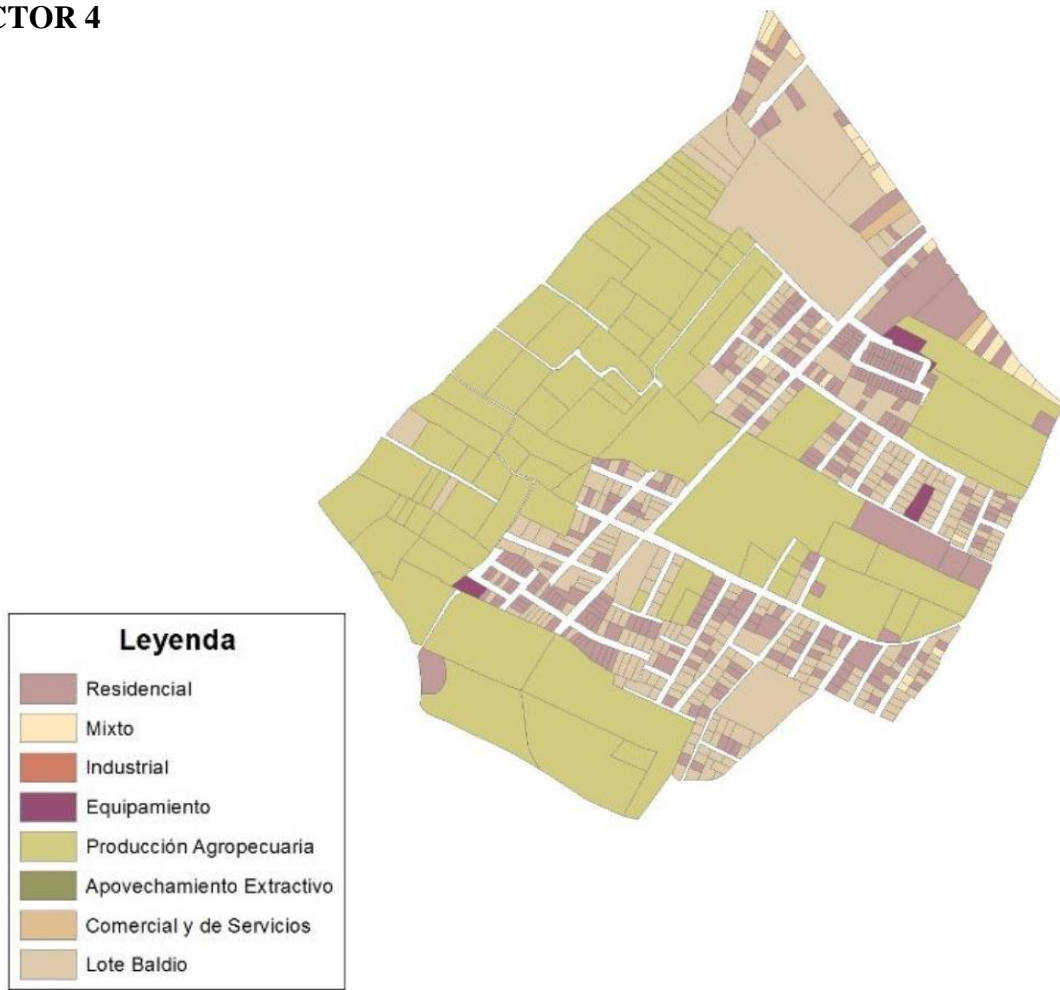 CTOR 4
Leyenda
Residencial
Mixto
Industrial
Equipamiento
Producción Agropecuaria
Apovechamiento Extractivo
Comercial y de Servicios
Lote Baldio